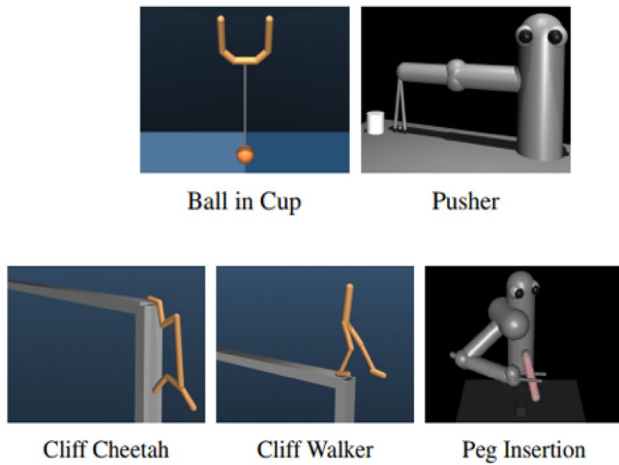 Ball in Cup
Pusher
Cliff Cheetah
Cliff Walker
Peg Insertion